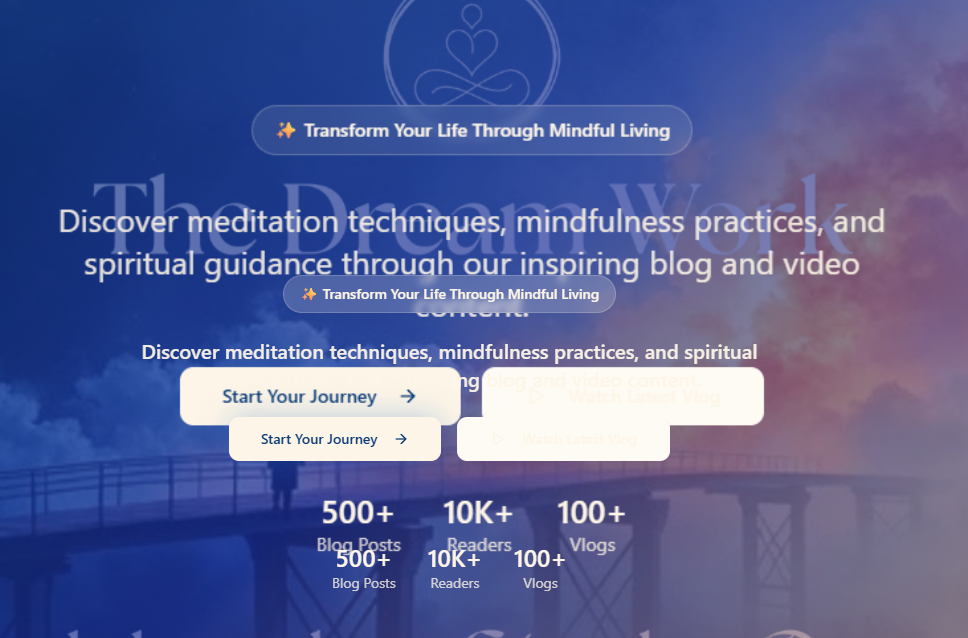 ✨ Transform Your Life Through Mindful Living
The Dream Work
Discover meditation techniques, mindfulness practices, and
spiritual guidance through our inspiring blog and video
content.
✨ Transform Your Life Through Mindful Living
Discover meditation techniques, mindfulness practices, and spiritual
blog and video content.
Start Your Journey →
Watch Latest Vlog
Start Your Journey →
Watch Latest Vlog
500+ 10K+ 100+
Blog Posts Readers Vlogs
500+ 10K+ 100+
Blog Posts Readers Vlogs